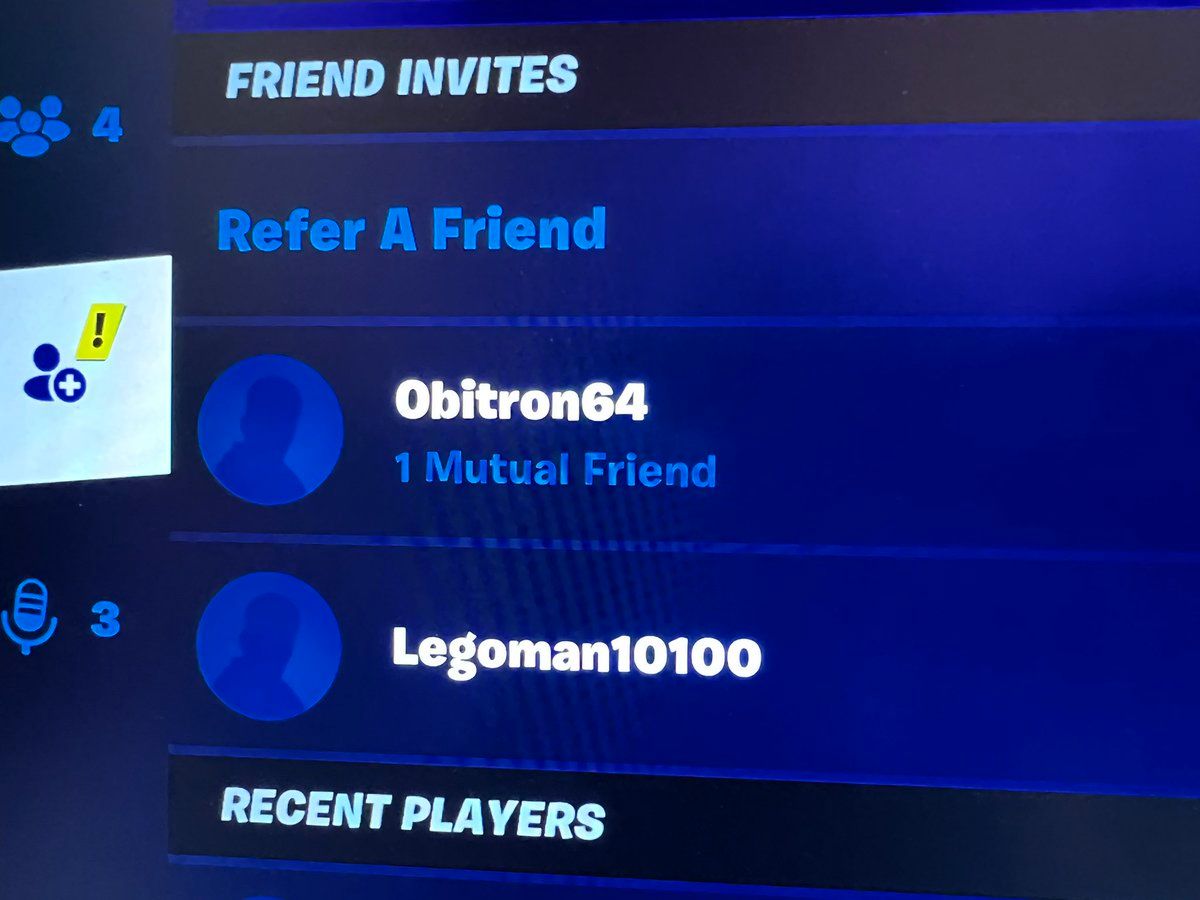 FRIEND INVITES
4
Refer A Friend
!
Obitron64
1 Mutual Friend
3
Legoman10100
RECENT PLAYERS